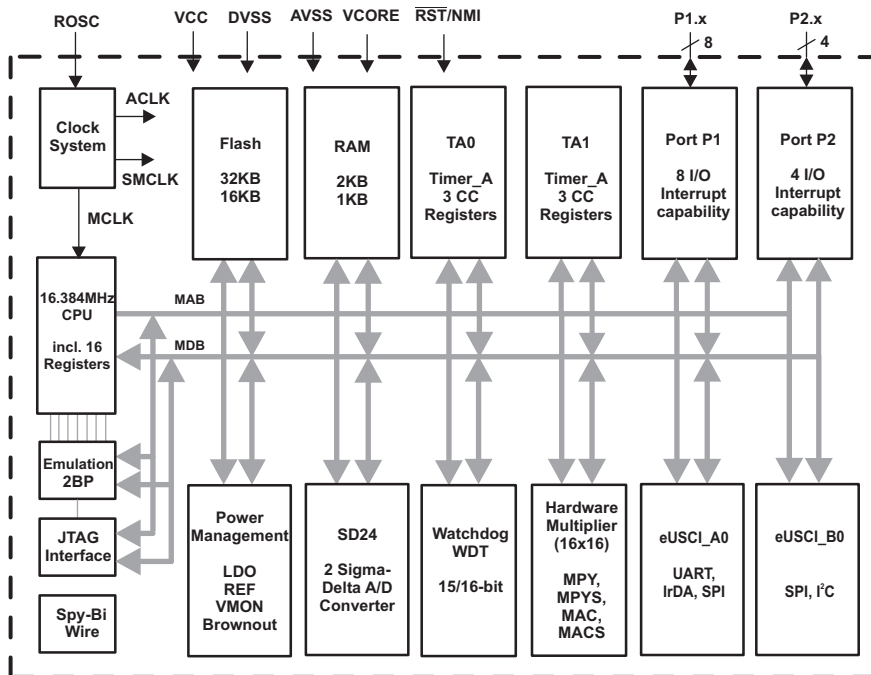 ROSC
VCC
DVSS
AVSS
VCORE
RST/NMI
P1.x
P2.x
8
4
ACLK
Clock
System
SMCLK
MCLK
Flash
32KB
16KB
RAM
2KB
1KB
TA0
Timer_A
3 CC
Registers
TA1
Timer_A
3 CC
Registers
Port P1
8 I/O
Interrupt
capability
Port P2
4 I/O
Interrupt
capability
16.384MHz
CPU
incl. 16
Registers
MAB
MDB
Emulation
2BP
JTAG
Interface
Spy-Bi
Wire
Power
Management
LDO
REF
VMON
Brownout
SD24
2 Sigma-
Delta A/D
Converter
Watchdog
WDT
15/16-bit
Hardware
Multiplier
(16x16)
MPY,
MPYS,
MAC,
MACS
eUSCI_A0
UART,
IrDA, SPI
eUSCI_B0
SPI, I²C